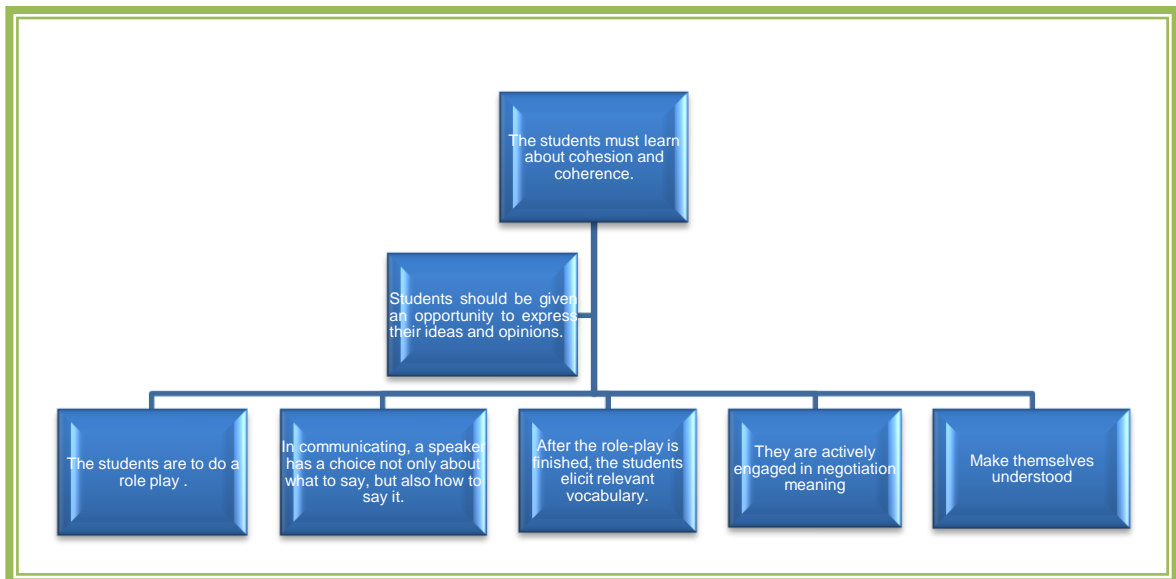 The students must learn
about cohesion and
coherence.
Students should be given
an opportunity to express
their ideas and opinions.
The students are to do a
role play .
In communicating, a speaker
has a choice not only about
what to say, but also how to
say it.
After the role-play is
finished, the students
elicit relevant
vocabulary.
They are actively
engaged in negotiation
meaning
Make themselves
understood